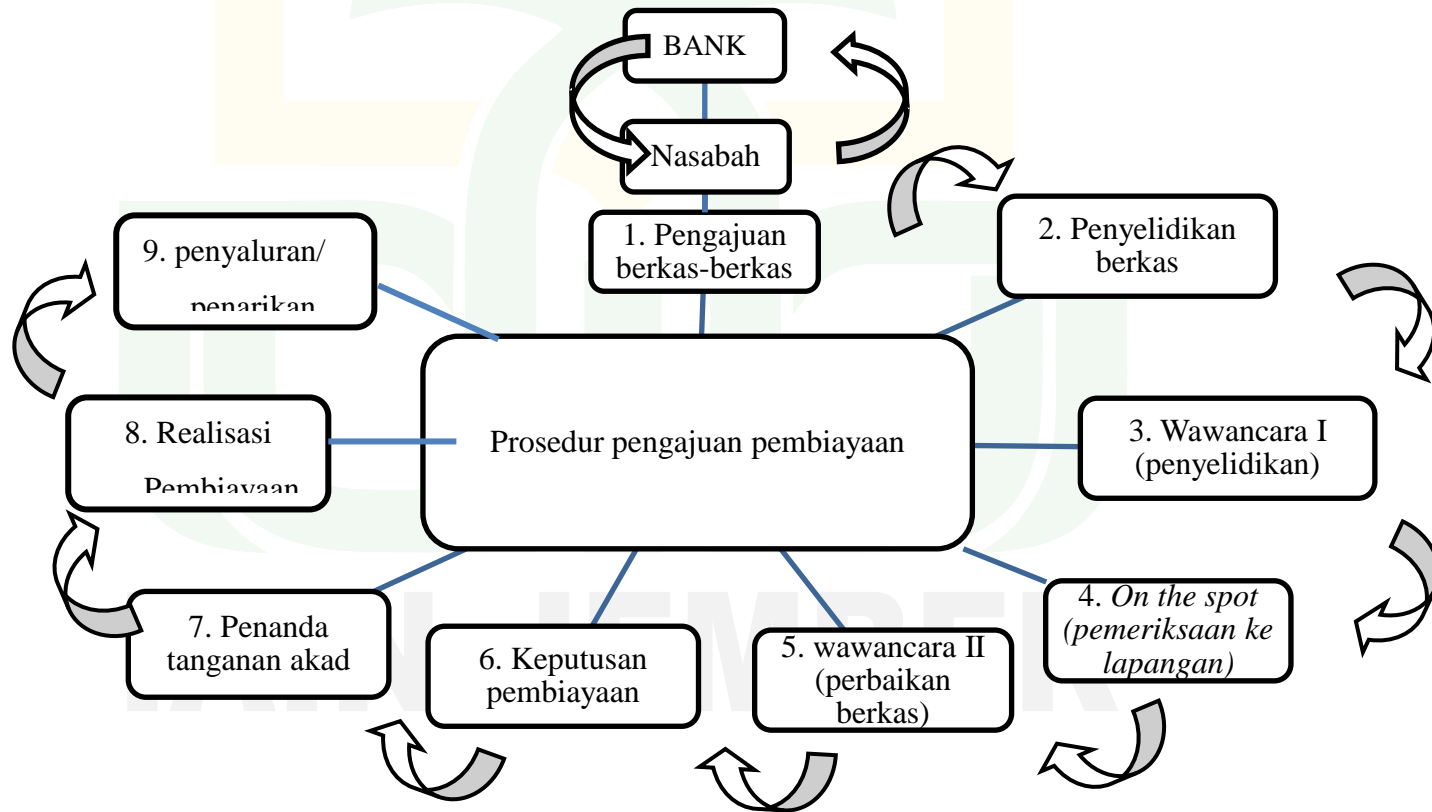 BANK
Nasabah
1. Pengajuan
berkas-berkas
2. Penyelidikan
berkas
3. Wawancara I
(penyelidikan)
4. On the spot
(pemeriksaan ke
lapangan)
5. wawancara II
(perbaikan
berkas)
6. Keputusan
pembiayaan
7. Penanda
tanganan akad
8. Realisasi
Pembiayaan
9. penyaluran/
penarikan
Prosedur pengajuan pembiayaan
IAIN JEMBER